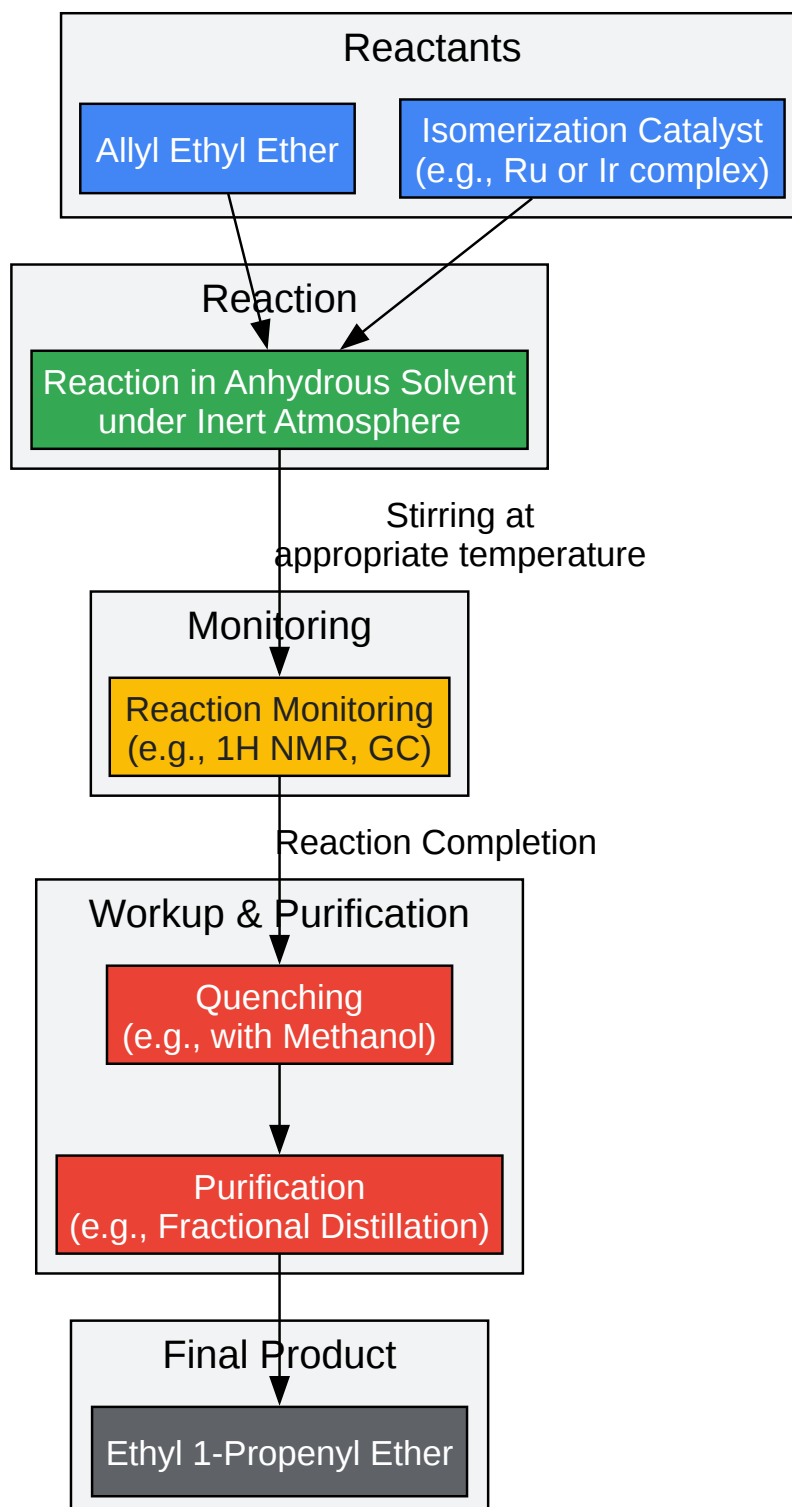 Reactants
Allyl Ethyl Ether
Isomerization Catalyst
(e.g., Ru or Ir complex)
Reaction
Reaction in Anhydrous Solvent
under Inert Atmosphere
Stirring at
appropriate temperature
Monitoring
Reaction Monitoring
(e.g., 1H NMR, GC)
Reaction Completion
Workup & Purification
Quenching
(e.g., with Methanol)
Purification
(e.g., Fractional Distillation)
Final Product
Ethyl 1-Propenyl Ether